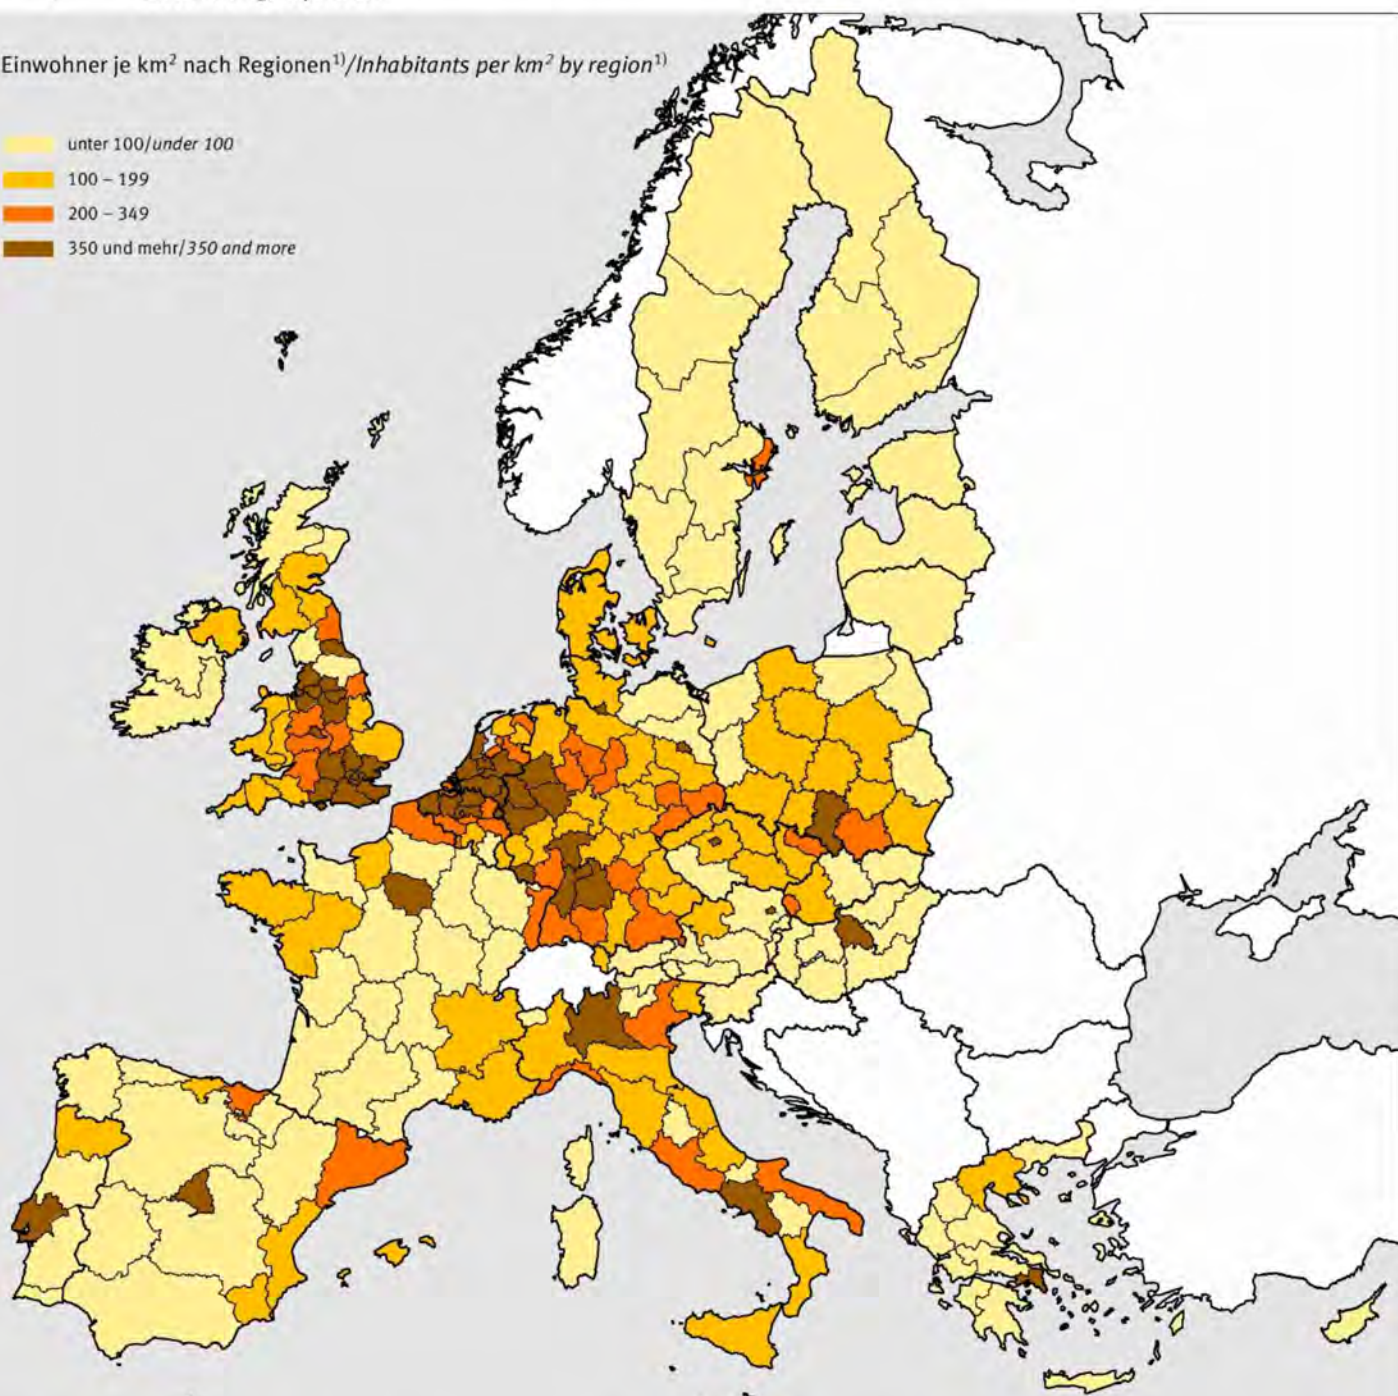 Einwohner je km² nach Regionen¹⁾/Inhabitants per km² by region¹⁾
unter 100/under 100
100 – 199
200 – 349
350 und mehr/350 and more